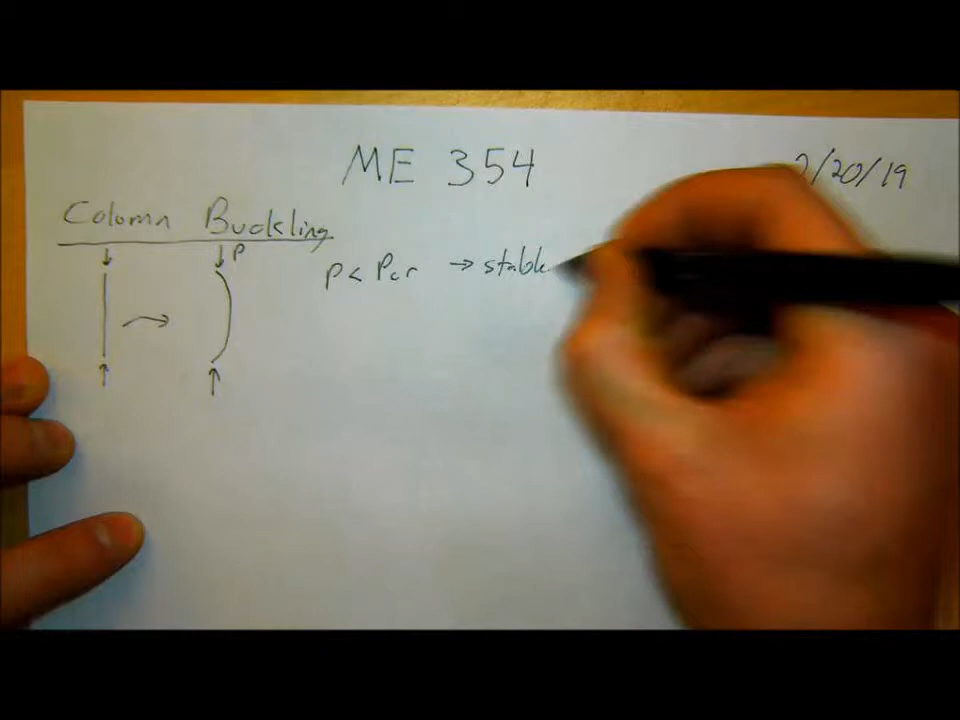 ME 354
2/20/19
Column Buckling
P
P < Pcr → stable